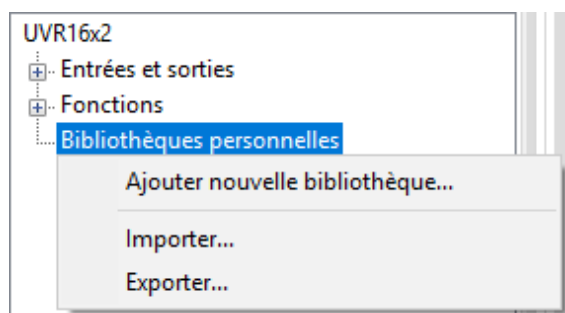 UVR16x2
Entrées et sorties
Fonctions
Bibliothèques personnelles
Ajouter nouvelle bibliothèque...
Importer...
Exporter...